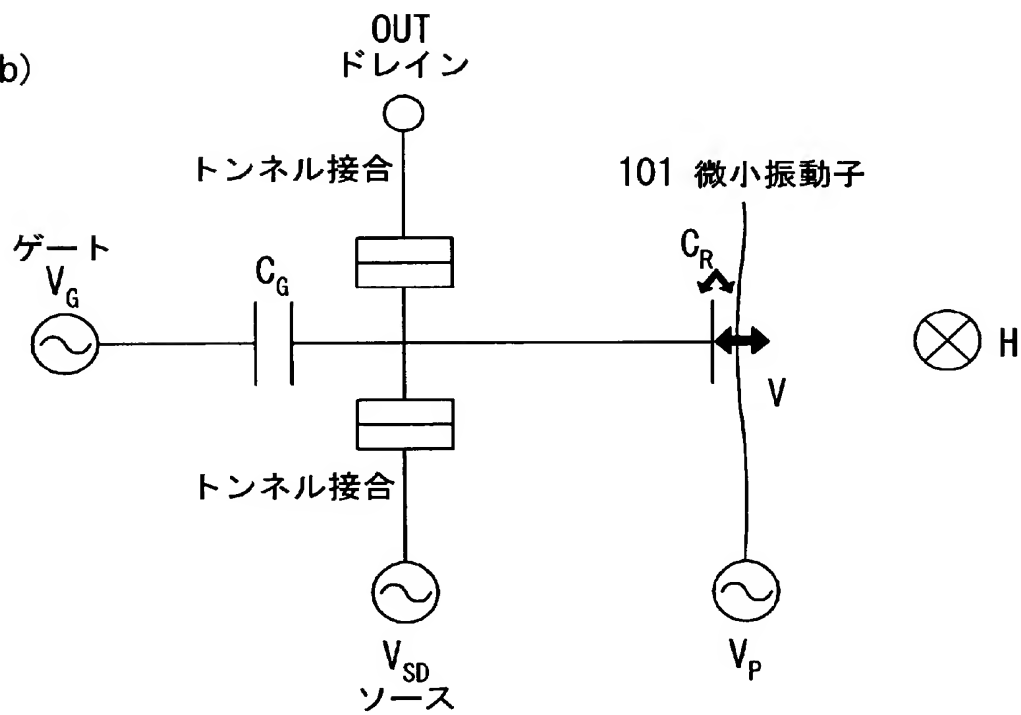 b)
OUT
ドレイン
トンネル接合
101 微小振動子
ゲート
V_G
C_G
C_R
H
V
トンネル接合
V_SD
ソース
V_P